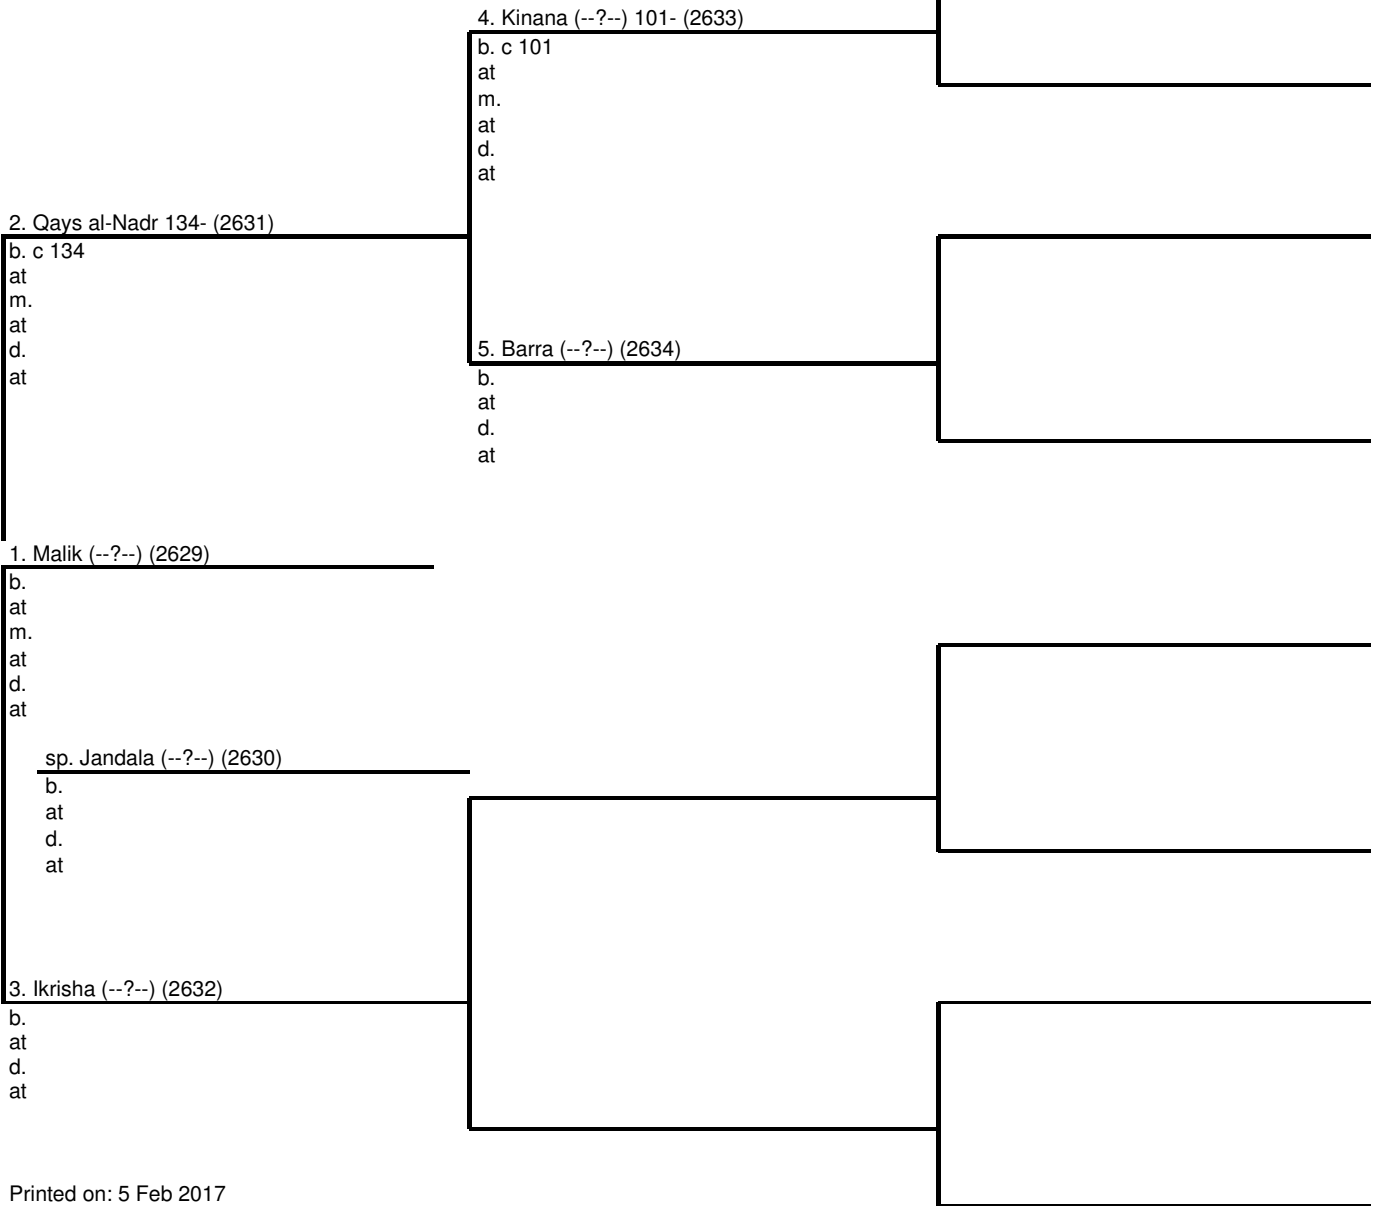 4. Kinana (--?--) 101- (2633)
b. c 101
at
m.
at
d.
at
2. Qays al-Nadr 134- (2631)
b. c 134
at
m.
at
d.
at
5. Barra (--?--) (2634)
b.
at
d.
at
1. Malik (--?--) (2629)
b.
at
m.
at
d.
at
sp. Jandala (--?--) (2630)
b.
at
d.
at
3. Ikrisha (--?--) (2632)
b.
at
d.
at
Printed on: 5 Feb 2017